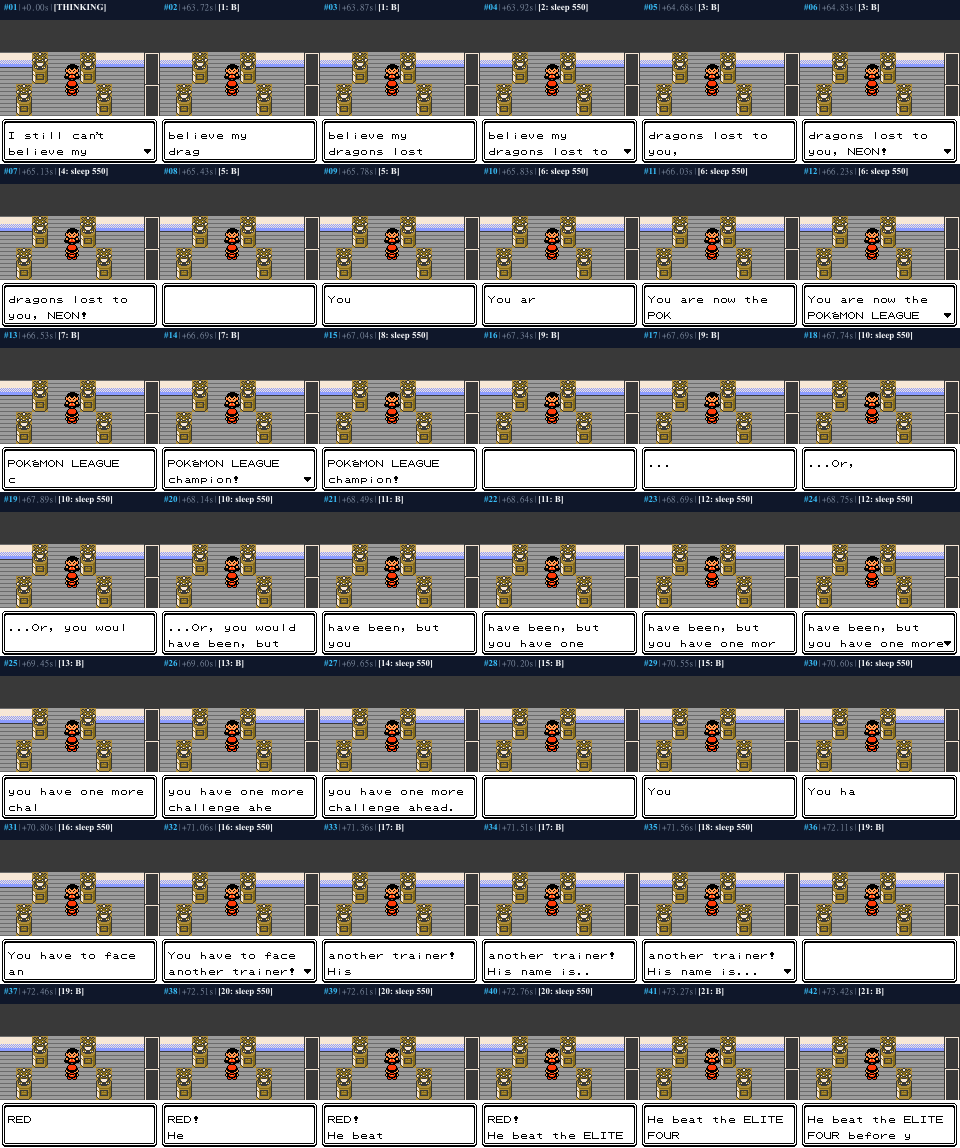 #01|+0.00s|[THINKING]
I still can't
believe my
#02|+63.72s|[1: B]
believe my
drag
#03|+63.87s|[1: B]
believe my
dragons lost
#04|+63.92s|[2: sleep 550]
believe my
dragons lost to
#05|+64.68s|[3: B]
dragons lost to
you,
#06|+64.83s|[3: B]
dragons lost to
you, NEON!
#07|+65.13s|[4: sleep 550]
dragons lost to
you, NEON!
#08|+65.43s|[5: B]
#09|+65.78s|[5: B]
You
#10|+65.83s|[6: sleep 550]
You ar
#11|+66.03s|[6: sleep 550]
You are now the
POK
#12|+66.23s|[6: sleep 550]
You are now the
POKéMON LEAGUE
#13|+66.53s|[7: B]
POKéMON LEAGUE
c
#14|+66.69s|[7: B]
POKéMON LEAGUE
champion!
#15|+67.04s|[8: sleep 550]
POKéMON LEAGUE
champion!
#16|+67.34s|[9: B]
#17|+67.69s|[9: B]
...
#18|+67.74s|[10: sleep 550]
...Or,
#19|+67.89s|[10: sleep 550]
...Or, you woul
#20|+68.14s|[10: sleep 550]
...Or, you would
have been, but
#21|+68.49s|[11: B]
have been, but
you
#22|+68.64s|[11: B]
have been, but
you have one
#23|+68.69s|[12: sleep 550]
have been, but
you have one mor
#24|+68.75s|[12: sleep 550]
have been, but
you have one more
#25|+69.45s|[13: B]
you have one more
chal
#26|+69.60s|[13: B]
you have one more
challenge ahe
#27|+69.65s|[14: sleep 550]
you have one more
challenge ahead.
#28|+70.20s|[15: B]
#29|+70.55s|[15: B]
You
#30|+70.60s|[16: sleep 550]
You ha
#31|+70.80s|[16: sleep 550]
You have to face
an
#32|+71.06s|[16: sleep 550]
You have to face
another trainer!
#33|+71.36s|[17: B]
another trainer!
His
#34|+71.51s|[17: B]
another trainer!
His name is..
#35|+71.56s|[18: sleep 550]
another trainer!
His name is...
#36|+72.11s|[19: B]
#37|+72.46s|[19: B]
RED
#38|+72.51s|[20: sleep 550]
RED!
He
#39|+72.61s|[20: sleep 550]
RED!
He beat
#40|+72.76s|[20: sleep 550]
RED!
He beat the ELITE
#41|+73.27s|[21: B]
He beat the ELITE
FOUR
#42|+73.42s|[21: B]
He beat the ELITE
FOUR before y